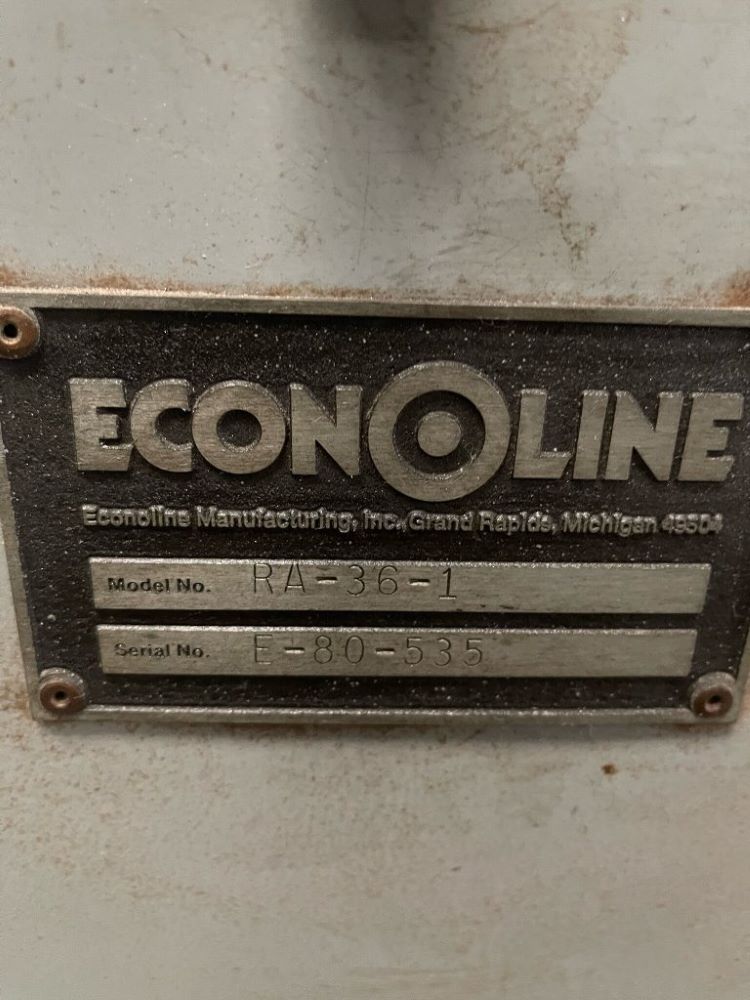 ECONOLINE
Econoline Manufacturing, Inc., Grand Rapids, Michigan 49504
Model No. RA-36-1
Serial No. E-80-535